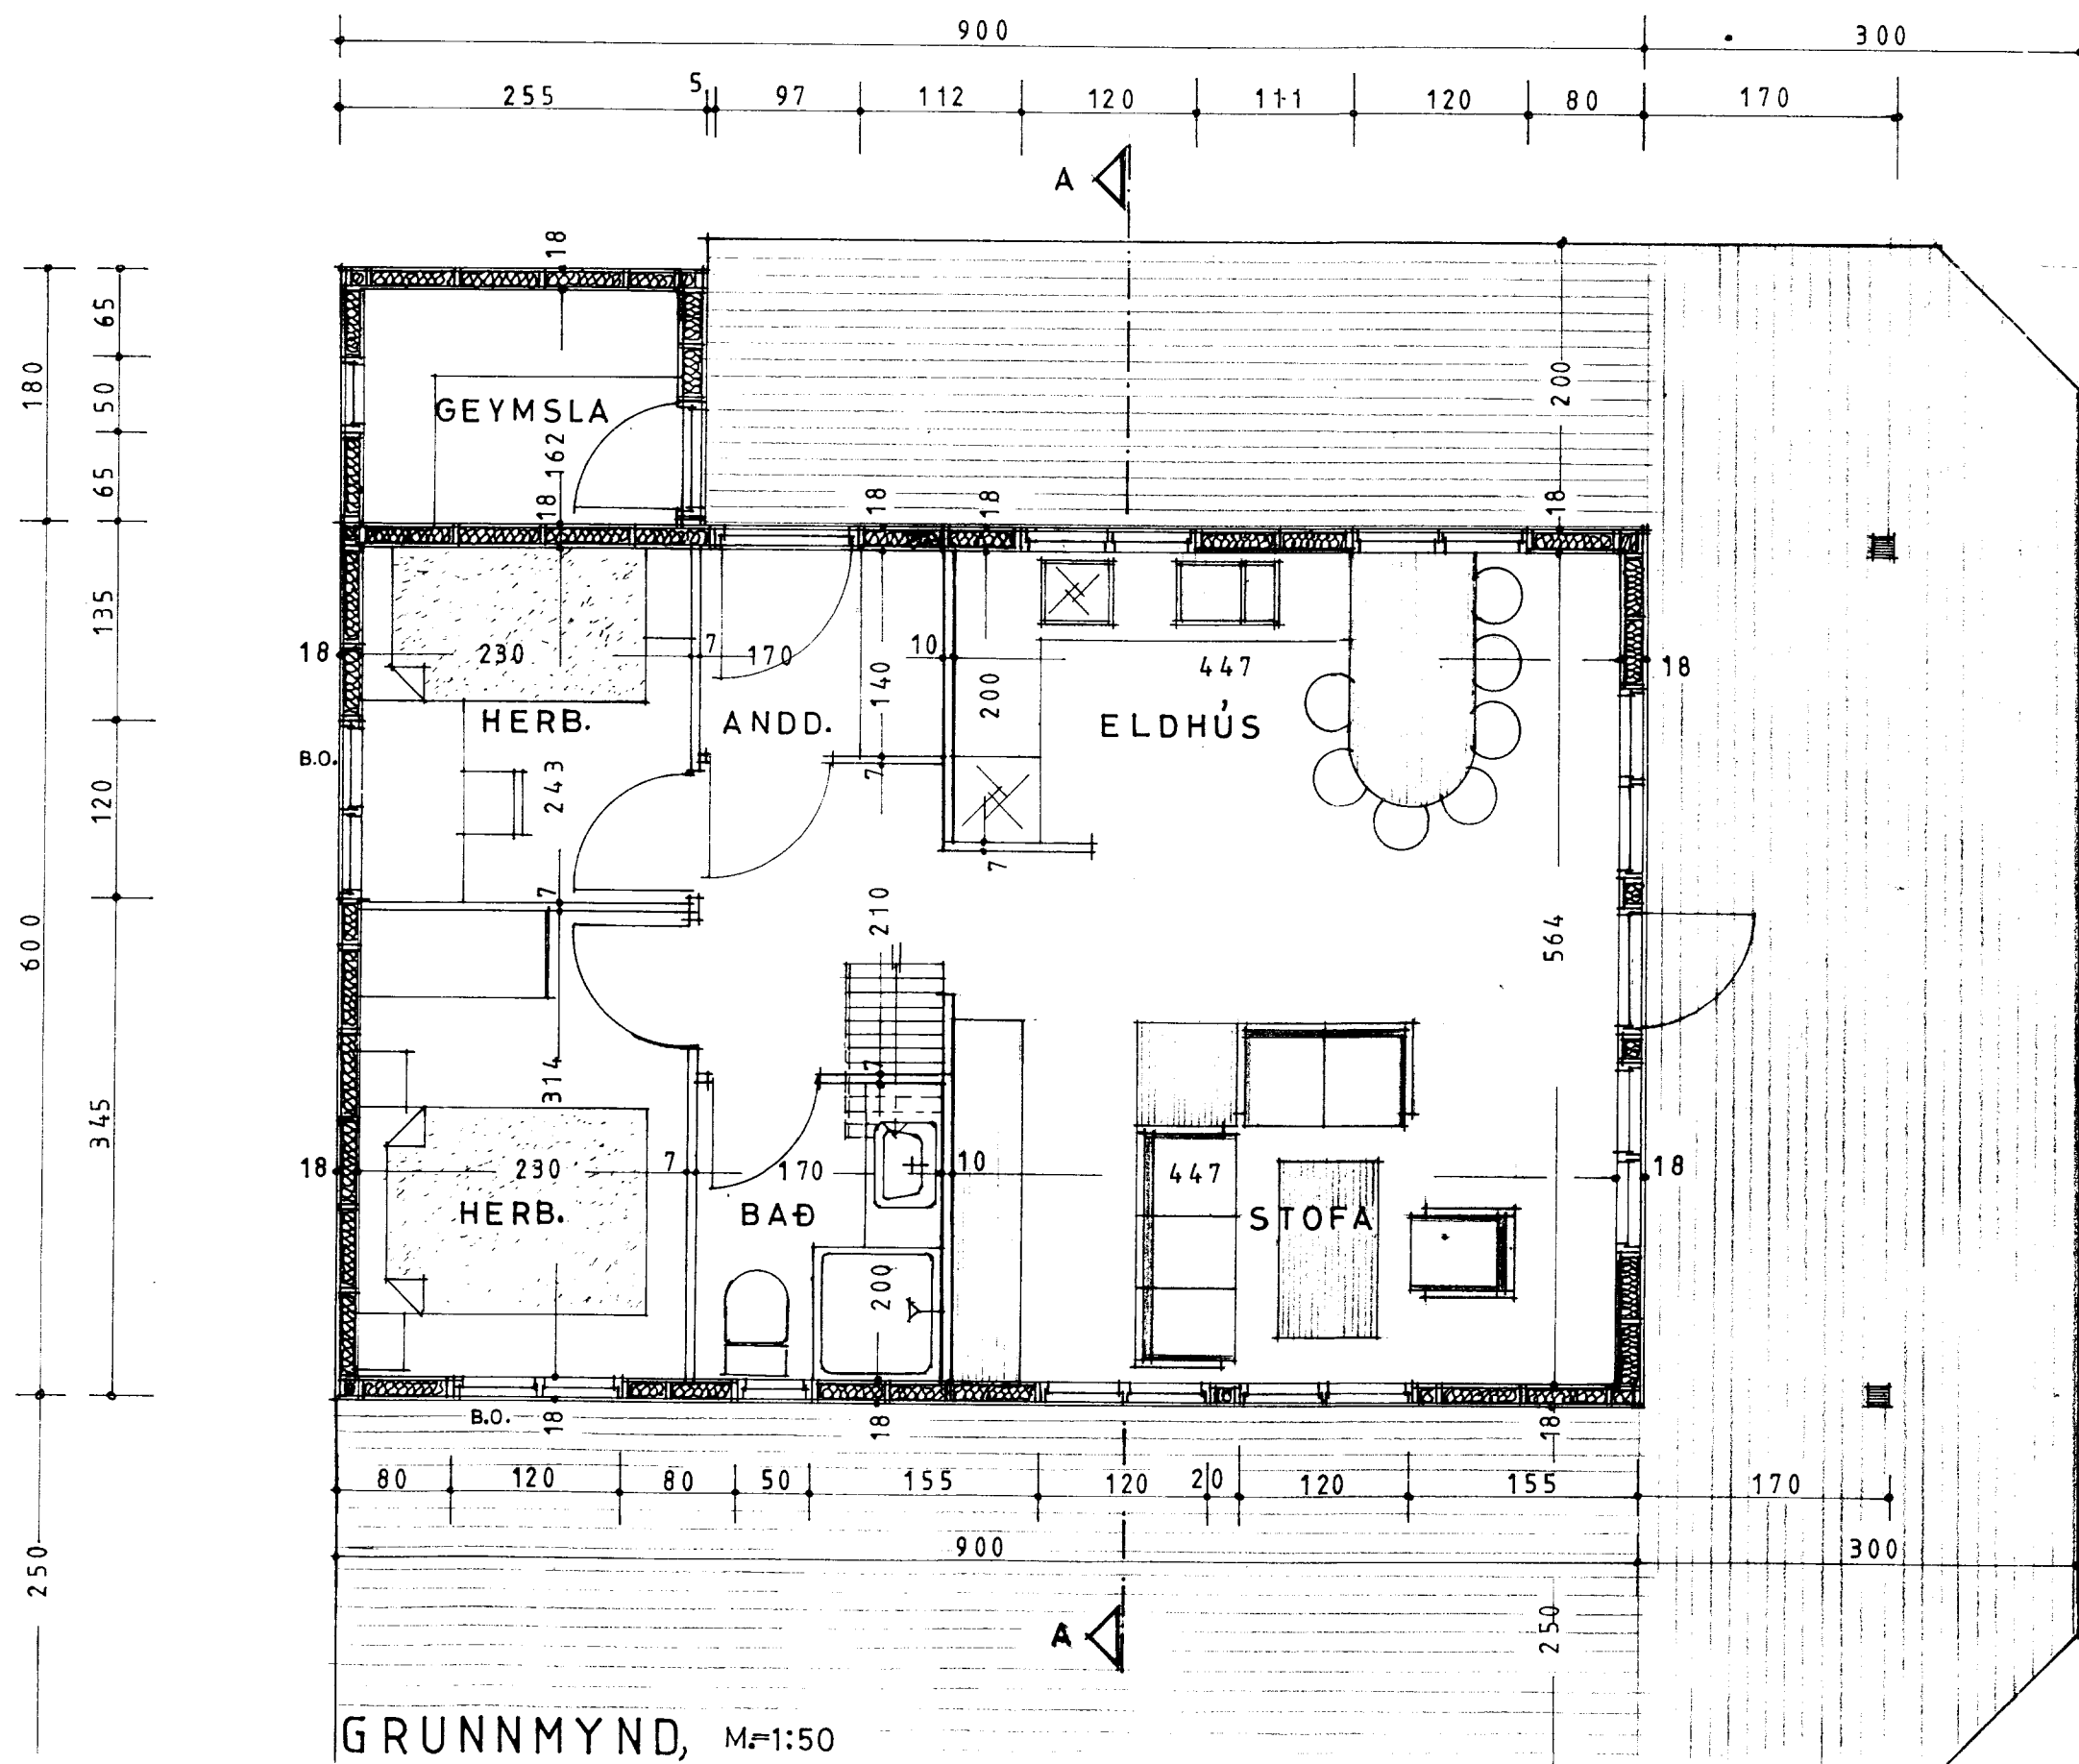 900 300
255 5 97 112 120 111 120 80 170
A
18
65
180
50
200
GEYMSLA
162
65
18 18 18 18
135
18 230 7 170 10 447 18
140 200
HERB. ANDD. ELDHÚS
B.O.
243 7
120
7
7
210
600
564
314 7
345
18 230 7 170 10 447 18
HERB. BAÐ STOFA
200
B.O. 18 18 18
80 120 80 50 155 120 20 120 155 170
900 300
250
250
A
GRUNNMYND, M.=1:50